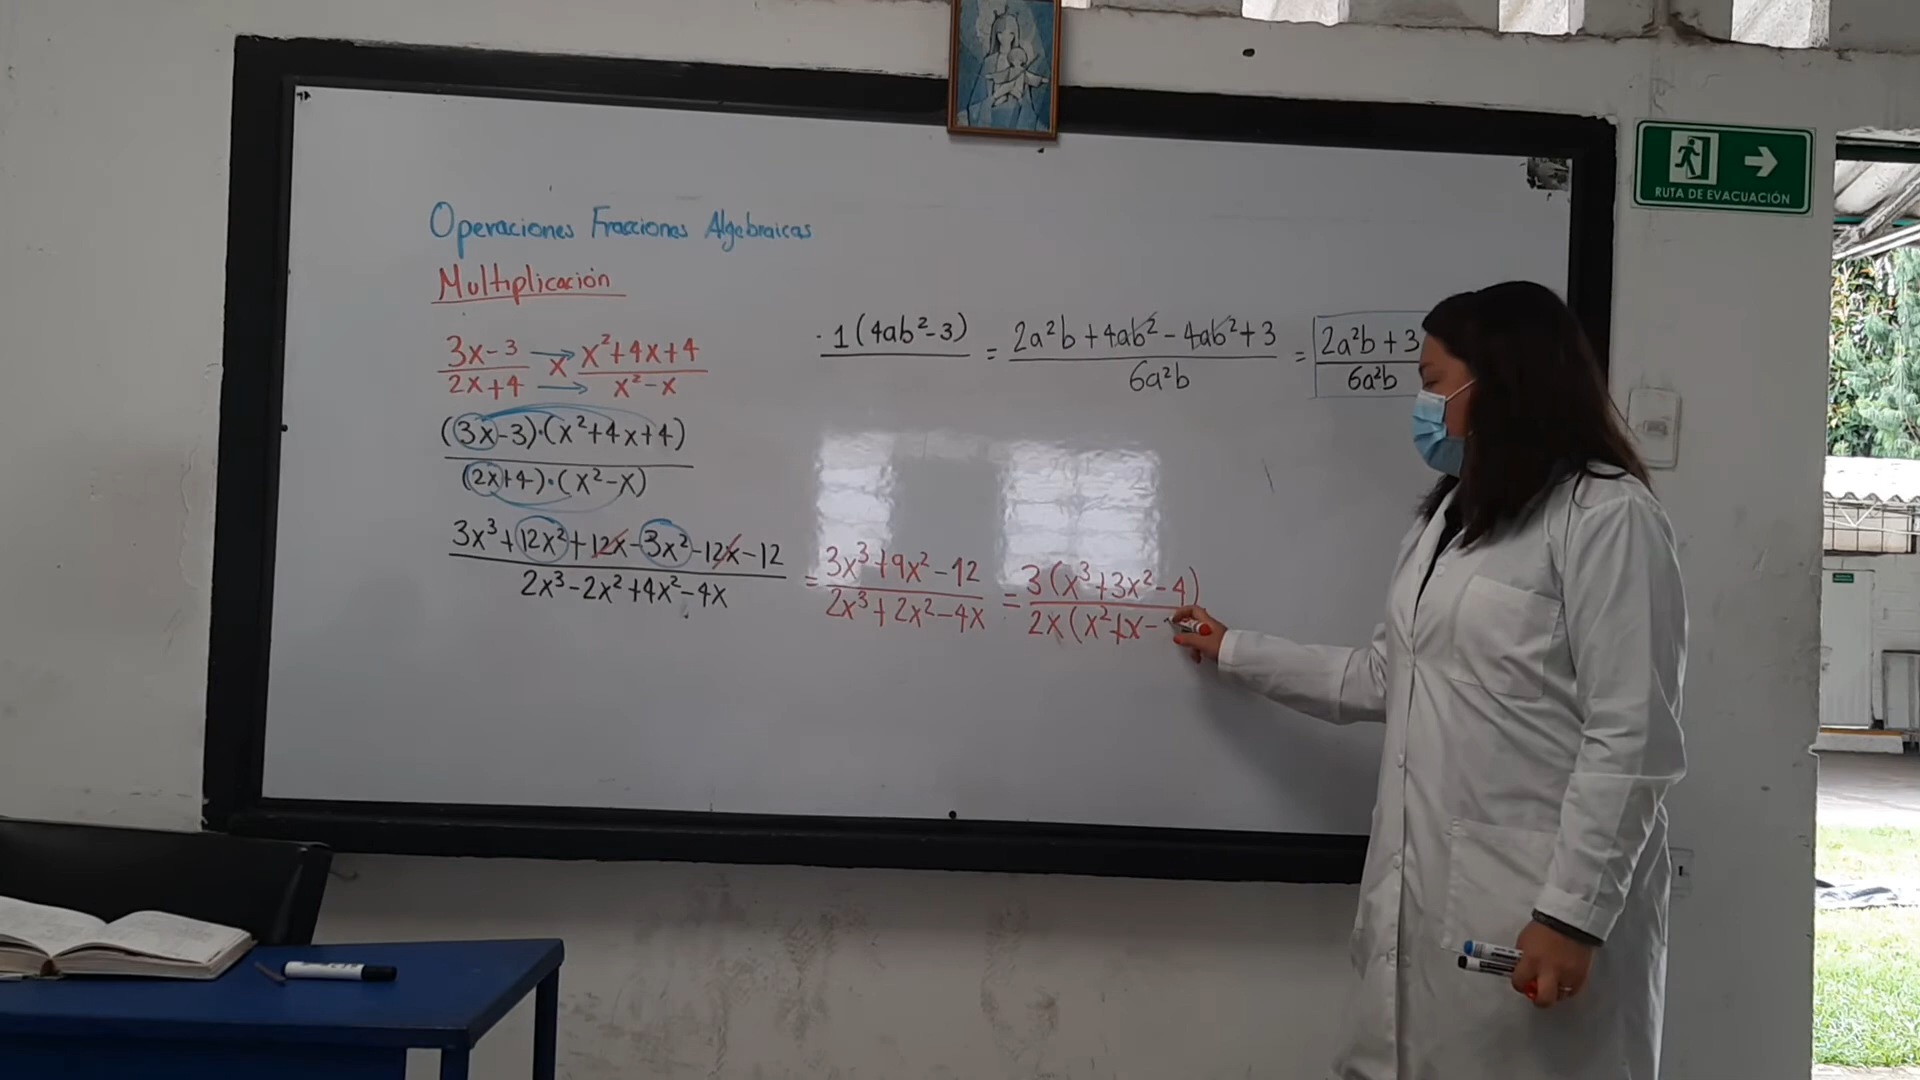 Operaciones Fracciones Algebraicas
Multiplicación
3x-3 / 2x+4 x x²+4x+4 / x²-x
(3x-3)·(x²+4x+4) / (2x+4)·(x²-x)
3x³+12x²+12x-3x²-12x-12 / 2x³-2x²+4x²-4x = 3x³+9x²-12 / 2x³+2x²-4x = 3(x³+3x²-4) / 2x(x²+x-
·1(4ab²-3) = 2a²b+4ab²-4ab²+3 / 6a²b = 2a²b+3 / 6a²b
RUTA DE EVACUACIÓN